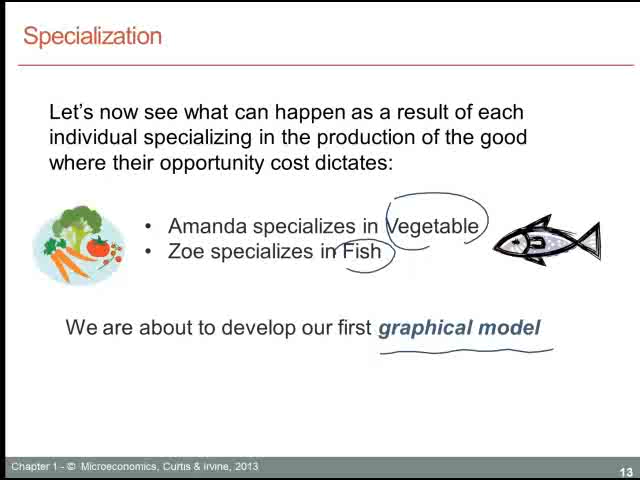 Specialization
Let's now see what can happen as a result of each
individual specializing in the production of the good
where their opportunity cost dictates:
• Amanda specializes in Vegetable
• Zoe specializes in Fish
We are about to develop our first graphical model
Chapter 1 - © Microeconomics, Curtis & Irvine, 2013
13